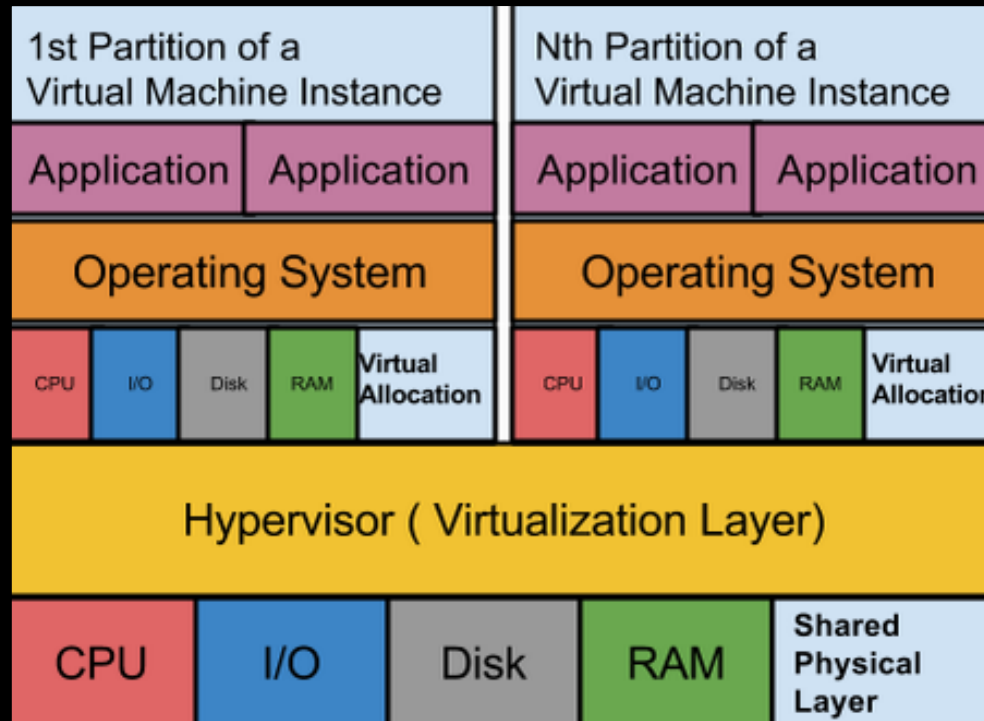 1st Partition of a
Virtual Machine Instance
Application
Application
Operating System
CPU
I/O
Disk
RAM
Virtual
Allocation
Nth Partition of a
Virtual Machine Instance
Application
Application
Operating System
CPU
I/O
Disk
RAM
Virtual
Allocation
Hypervisor ( Virtualization Layer)
CPU
I/O
Disk
RAM
Shared
Physical
Layer